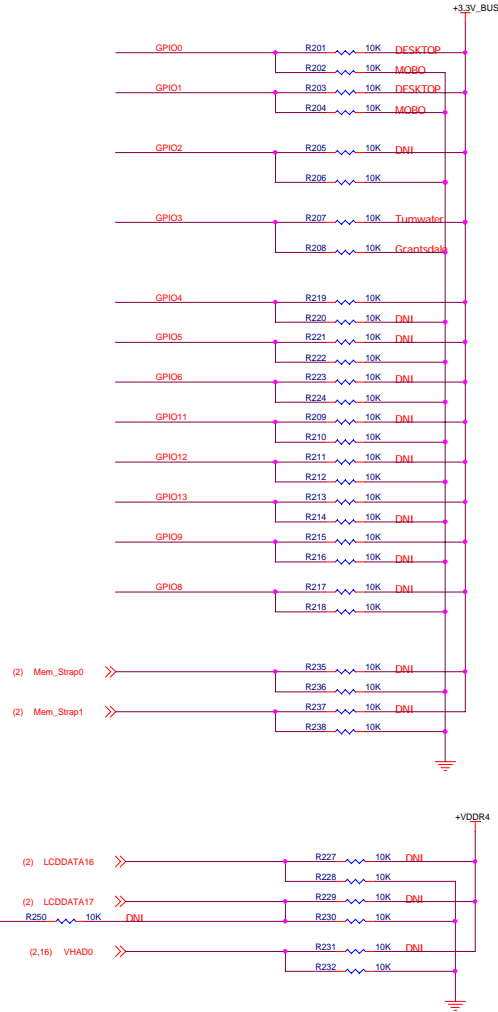 +3.3V_BUS
GPIO0 R201 10K DESKTOP
R202 10K MOBO
GPIO1 R203 10K DESKTOP
R204 10K MOBO
GPIO2 R205 10K DNI
R206 10K
GPIO3 R207 10K Tumwater
R208 10K Grantsdale
GPIO4 R219 10K
R220 10K DNI
GPIO5 R221 10K DNI
R222 10K
GPIO6 R223 10K DNI
R224 10K
GPIO11 R209 10K DNI
R210 10K
GPIO12 R211 10K DNI
R212 10K
GPIO13 R213 10K
R214 10K DNI
GPIO9 R215 10K
R216 10K DNI
GPIO8 R217 10K DNI
R218 10K
(2) Mem_Strap0 R235 10K DNI
R236 10K
(2) Mem_Strap1 R237 10K DNI
R238 10K
+VDDR4
(2) LCDDATA16 R227 10K DNI
R228 10K
(2) LCDDATA17 R229 10K DNI
R250 10K DNI R230 10K
(2,16) VHAD0 R231 10K DNI
R232 10K